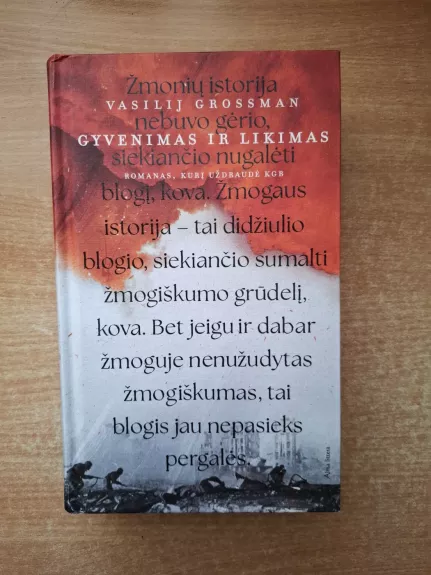 Žmonių istorija
VASILIJ GROSSMAN
nebuvo gėrio,
GYVENIMAS IR LIKIMAS
siekiančio nugalėti
ROMANAS, KURĮ UŽDRAUDĖ KGB
blogį, kova. Žmogaus
istorija – tai didžiulio
blogio, siekiančio sumalti
žmogiškumo grūdelį,
kova. Bet jeigu ir dabar
žmoguje nenužudytas
žmogiškumas, tai
blogis jau nepasieks
pergalės.